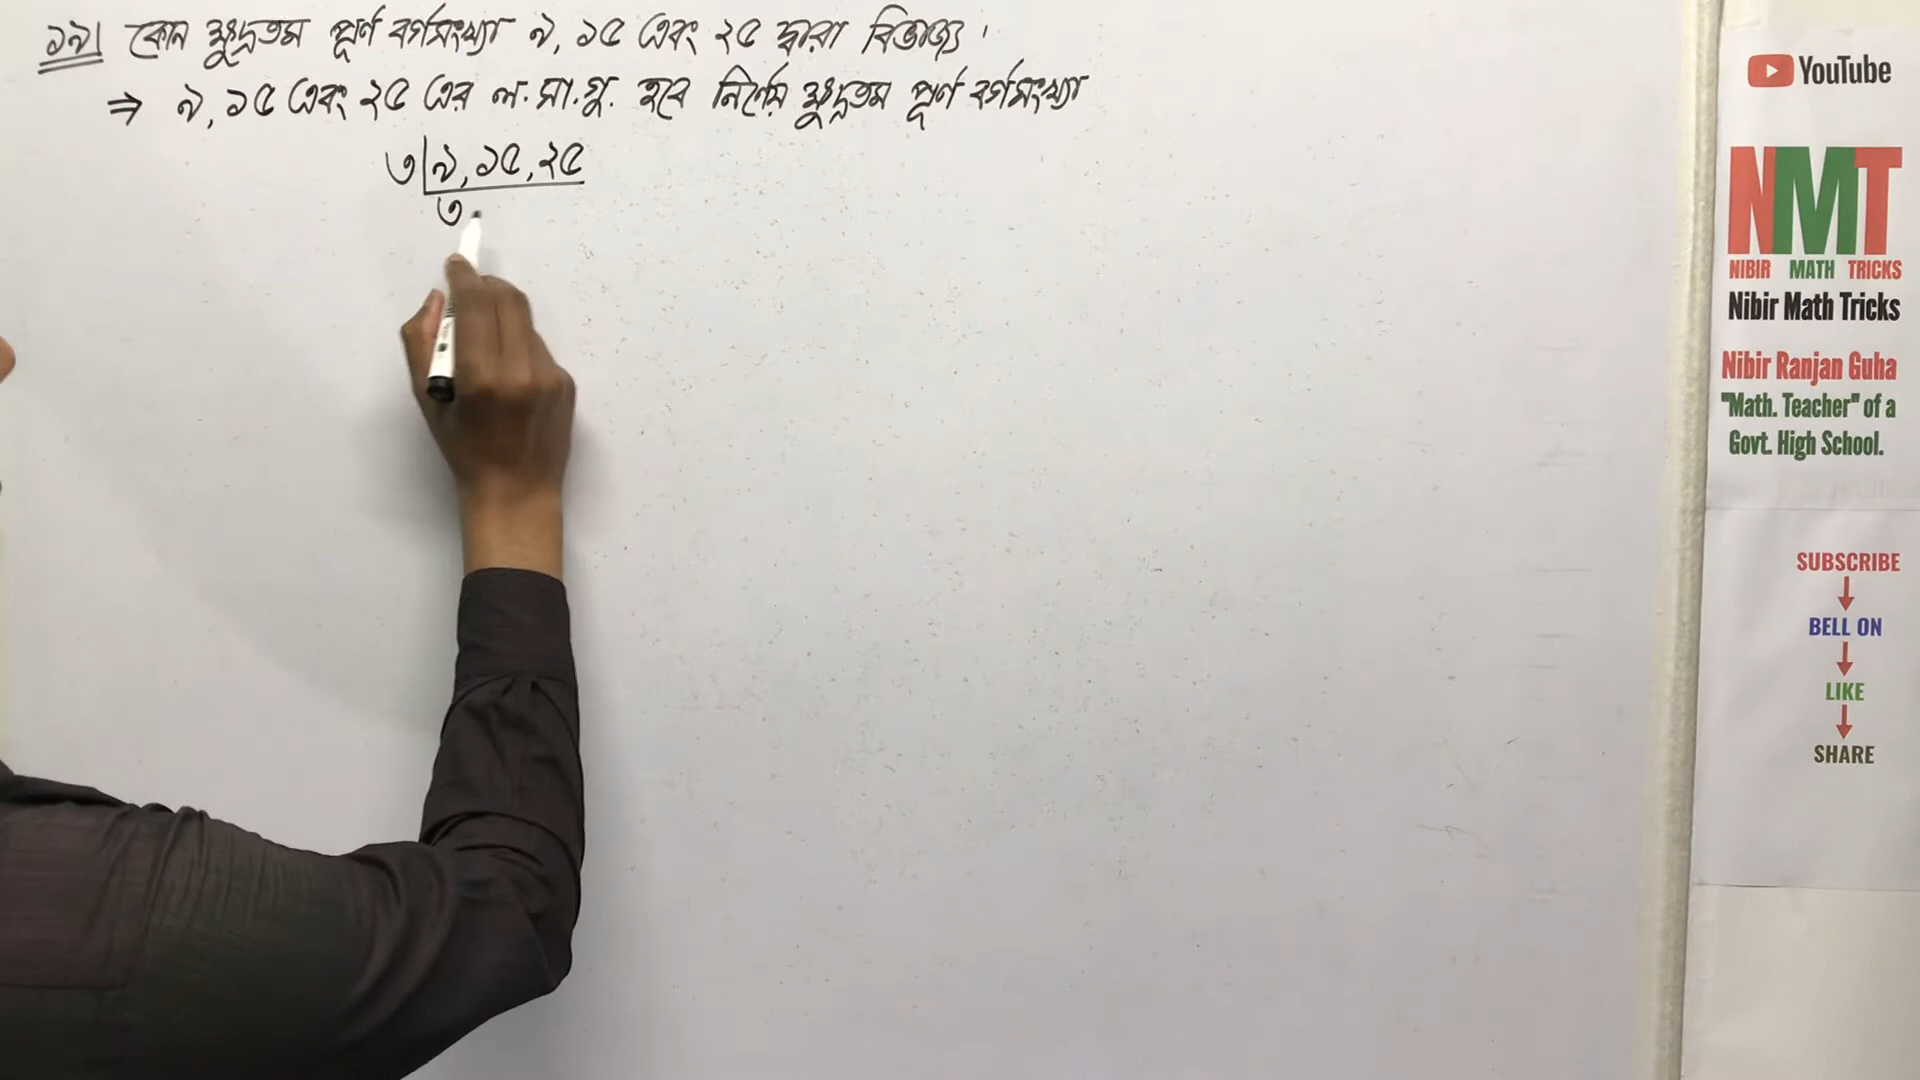 ১৯। কোন ক্ষুদ্রতম পূর্ণ বর্গসংখ্যা ৯, ১৫ এবং ২৫ দ্বারা বিভাজ্য।
⇒ ৯, ১৫ এবং ২৫ এর ল.সা.গু. হবে নির্ণেয় ক্ষুদ্রতম পূর্ণ বর্গসংখ্যা
৩ | ৯, ১৫, ২৫
৩
YouTube
NMT
NIBIR MATH TRICKS
Nibir Math Tricks
Nibir Ranjan Guha
"Math. Teacher" of a
Govt. High School.
SUBSCRIBE
BELL ON
LIKE
SHARE